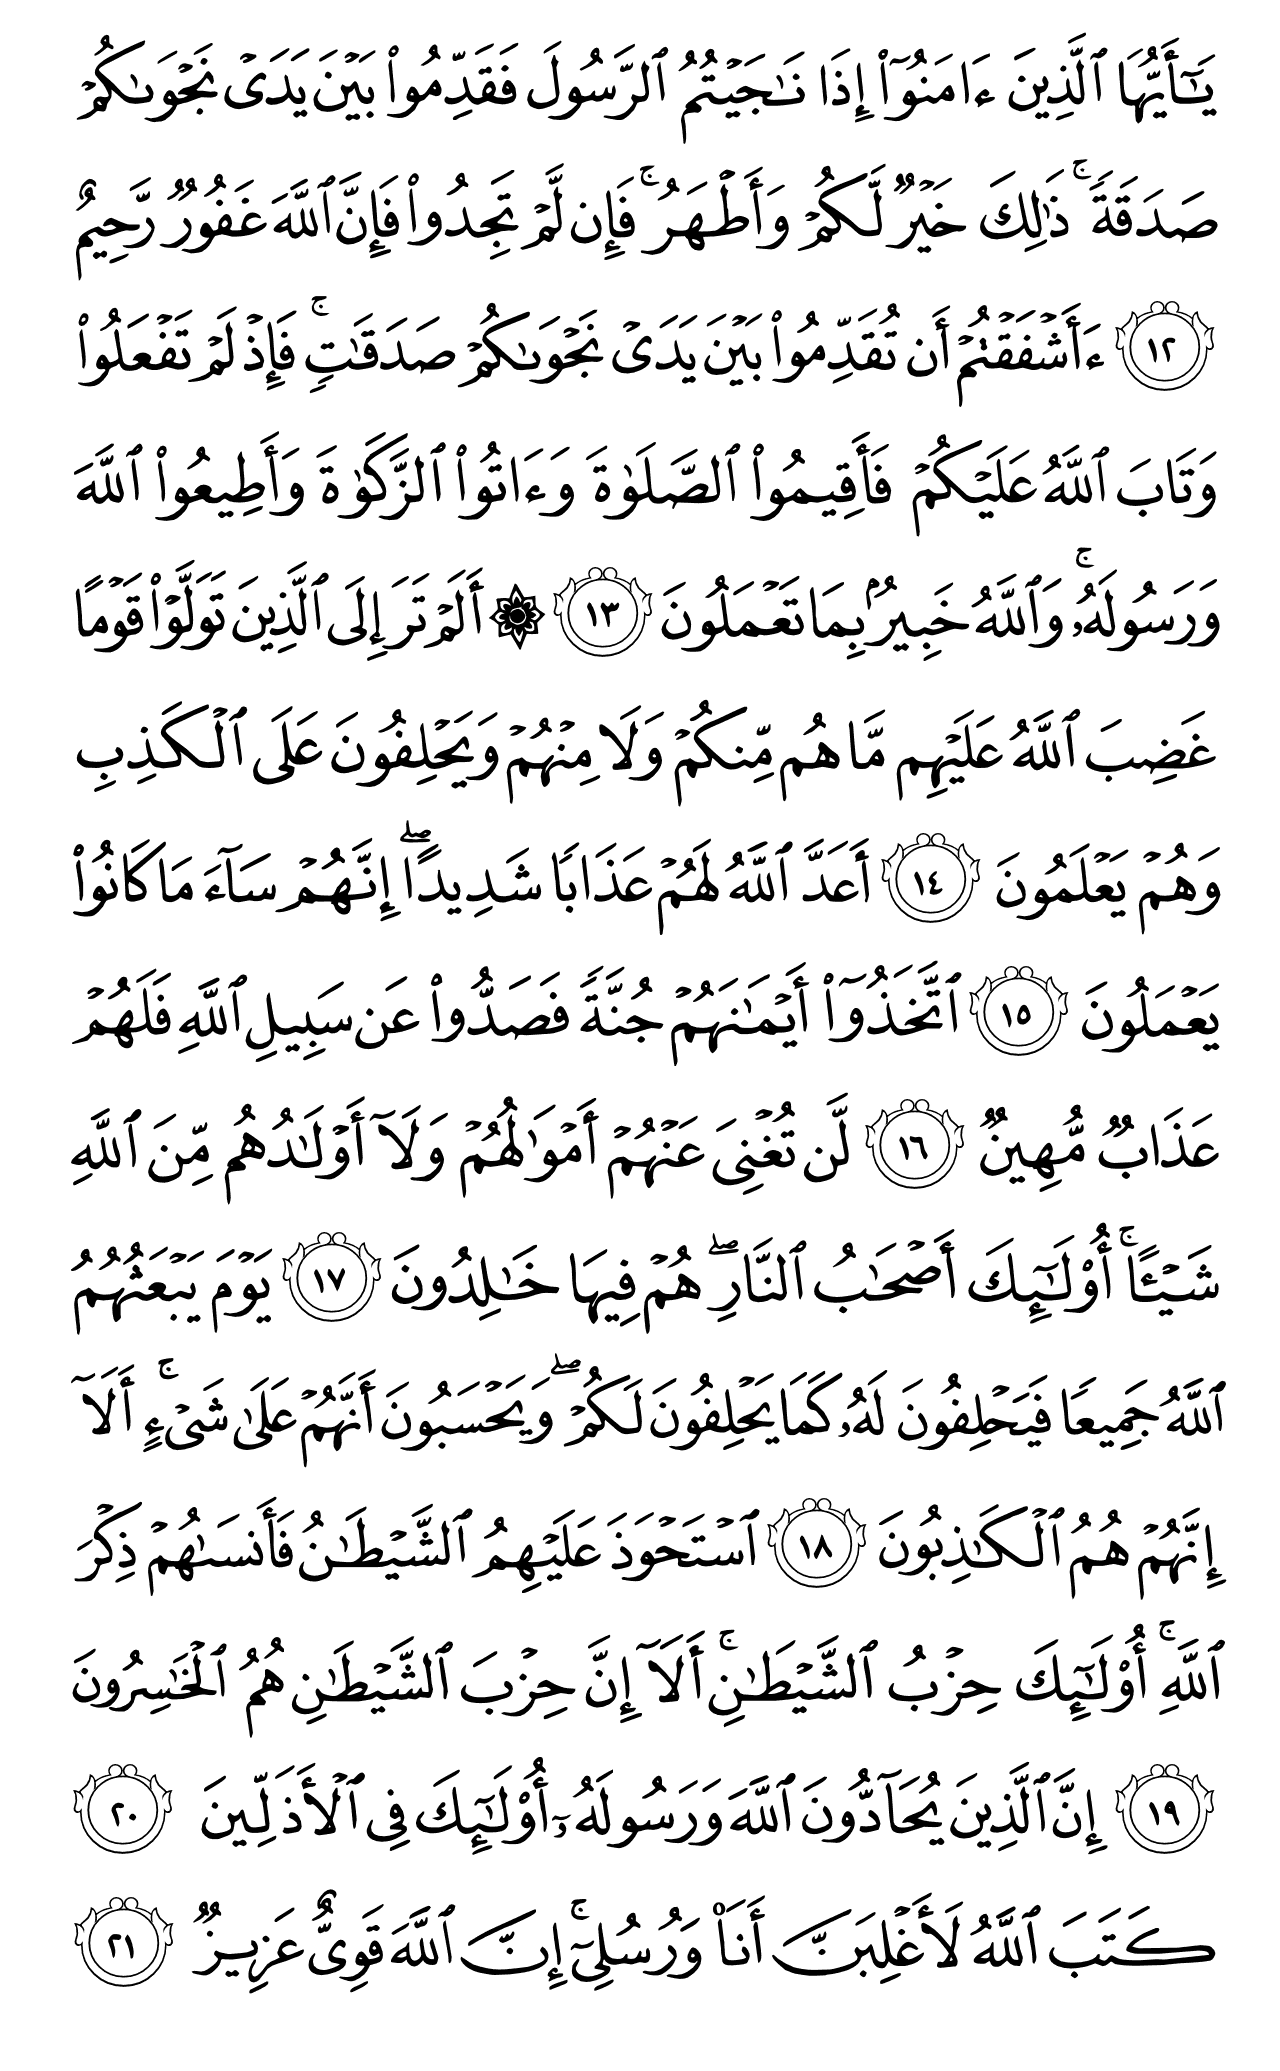 يَـٰٓأَيُّهَا ٱلَّذِينَ ءَامَنُوٓا۟ إِذَا نَـٰجَيْتُمُ ٱلرَّسُولَ فَقَدِّمُوا۟ بَيْنَ يَدَىْ نَجْوَىٰكُمْ
صَدَقَةً ۚ ذَٰلِكَ خَيْرٌ لَّكُمْ وَأَطْهَرُ ۚ فَإِن لَّمْ تَجِدُوا۟ فَإِنَّ ٱللَّهَ غَفُورٌ رَّحِيمٌ
١٢ ءَأَشْفَقْتُمْ أَن تُقَدِّمُوا۟ بَيْنَ يَدَىْ نَجْوَىٰكُمْ صَدَقَـٰتٍ ۚ فَإِذْ لَمْ تَفْعَلُوا۟
وَتَابَ ٱللَّهُ عَلَيْكُمْ فَأَقِيمُوا۟ ٱلصَّلَوٰةَ وَءَاتُوا۟ ٱلزَّكَوٰةَ وَأَطِيعُوا۟ ٱللَّهَ
وَرَسُولَهُۥ ۚ وَٱللَّهُ خَبِيرٌۢ بِمَا تَعْمَلُونَ ١٣ ۞ أَلَمْ تَرَ إِلَى ٱلَّذِينَ تَوَلَّوْا۟ قَوْمًا
غَضِبَ ٱللَّهُ عَلَيْهِم مَّا هُم مِّنكُمْ وَلَا مِنْهُمْ وَيَحْلِفُونَ عَلَى ٱلْكَذِبِ
وَهُمْ يَعْلَمُونَ ١٤ أَعَدَّ ٱللَّهُ لَهُمْ عَذَابًا شَدِيدًا ۖ إِنَّهُمْ سَآءَ مَا كَانُوا۟
يَعْمَلُونَ ١٥ ٱتَّخَذُوٓا۟ أَيْمَـٰنَهُمْ جُنَّةً فَصَدُّوا۟ عَن سَبِيلِ ٱللَّهِ فَلَهُمْ
عَذَابٌ مُّهِينٌ ١٦ لَّن تُغْنِىَ عَنْهُمْ أَمْوَٰلُهُمْ وَلَآ أَوْلَـٰدُهُم مِّنَ ٱللَّهِ
شَيْـًٔا ۚ أُو۟لَـٰٓئِكَ أَصْحَـٰبُ ٱلنَّارِ ۖ هُمْ فِيهَا خَـٰلِدُونَ ١٧ يَوْمَ يَبْعَثُهُمُ
ٱللَّهُ جَمِيعًا فَيَحْلِفُونَ لَهُۥ كَمَا يَحْلِفُونَ لَكُمْ ۖ وَيَحْسَبُونَ أَنَّهُمْ عَلَىٰ شَىْءٍ ۚ أَلَآ
إِنَّهُمْ هُمُ ٱلْكَـٰذِبُونَ ١٨ ٱسْتَحْوَذَ عَلَيْهِمُ ٱلشَّيْطَـٰنُ فَأَنسَىٰهُمْ ذِكْرَ
ٱللَّهِ ۚ أُو۟لَـٰٓئِكَ حِزْبُ ٱلشَّيْطَـٰنِ ۚ أَلَآ إِنَّ حِزْبَ ٱلشَّيْطَـٰنِ هُمُ ٱلْخَـٰسِرُونَ
١٩ إِنَّ ٱلَّذِينَ يُحَآدُّونَ ٱللَّهَ وَرَسُولَهُۥٓ أُو۟لَـٰٓئِكَ فِى ٱلْأَذَلِّينَ ٢٠
كَتَبَ ٱللَّهُ لَأَغْلِبَنَّ أَنَا۠ وَرُسُلِىٓ ۚ إِنَّ ٱللَّهَ قَوِىٌّ عَزِيزٌ ٢١